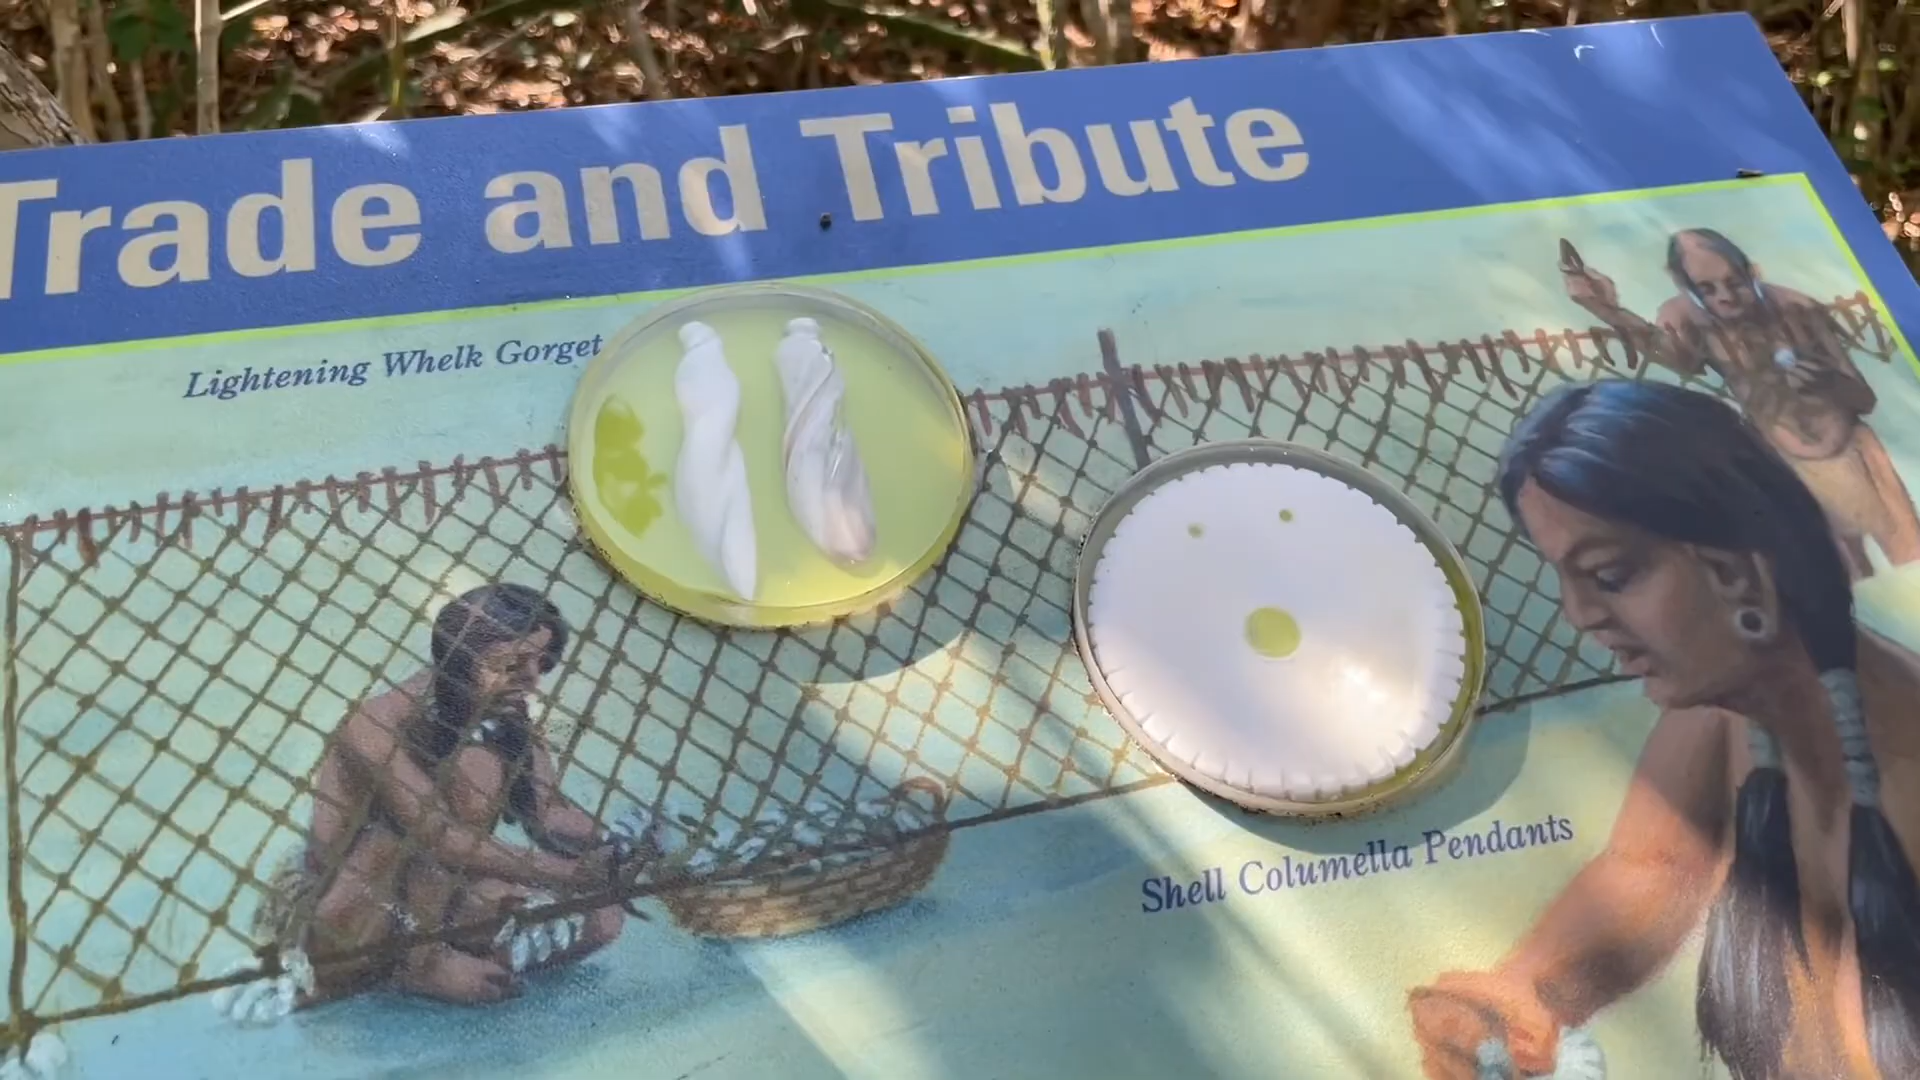 Trade and Tribute
Lightening Whelk Gorget
Shell Columella Pendants